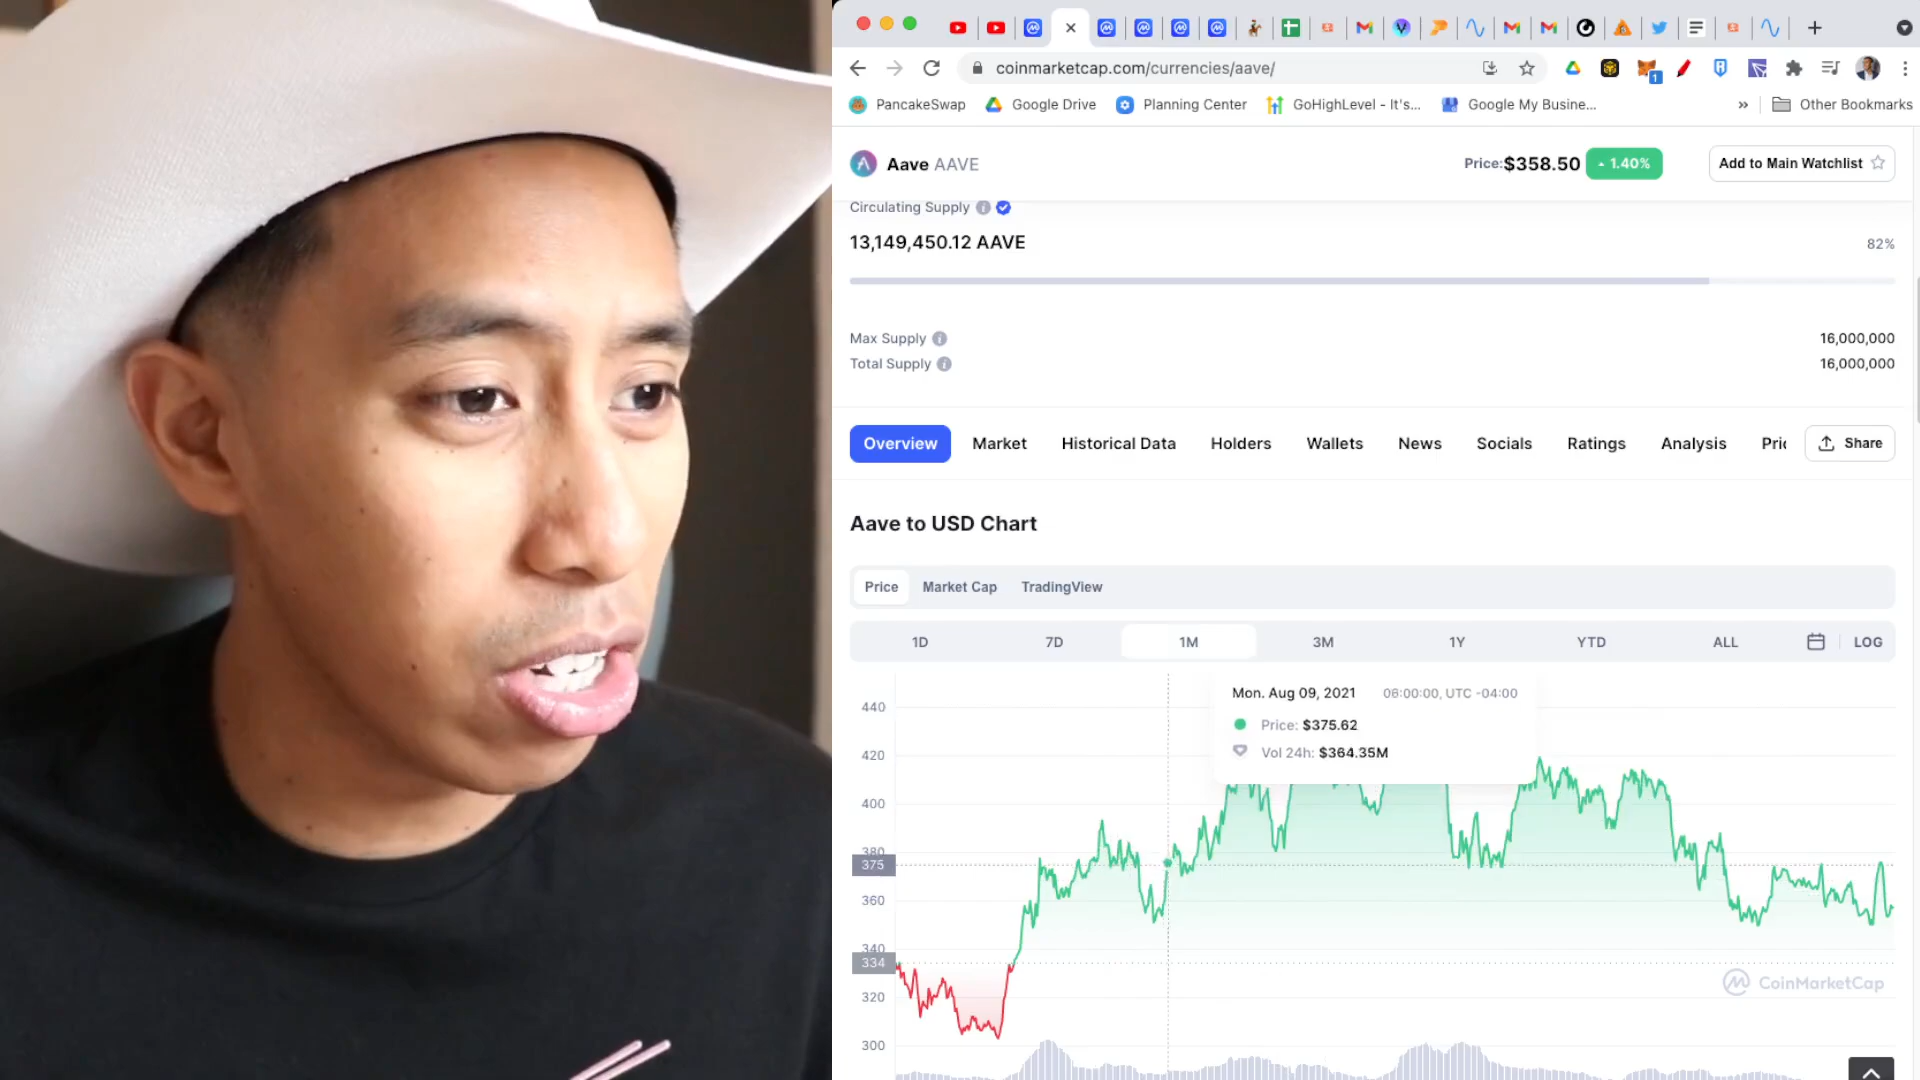 coinmarketcap.com/currencies/aave/
1
PancakeSwap Google Drive Planning Center GoHighLevel - It's... Google My Busine... » Other Bookmarks
Aave AAVE Price:$358.50 1.40% Add to Main Watchlist
Circulating Supply
13,149,450.12 AAVE 82%
Max Supply 16,000,000
Total Supply 16,000,000
Overview Market Historical Data Holders Wallets News Socials Ratings Analysis Pric Share
Aave to USD Chart
Price Market Cap TradingView
1D 7D 1M 3M 1Y YTD ALL LOG
Mon. Aug 09, 2021 06:00:00, UTC -04:00
Price: $375.62
Vol 24h: $364.35M
440
420
400
380
375
360
340
334
320
300
CoinMarketCap